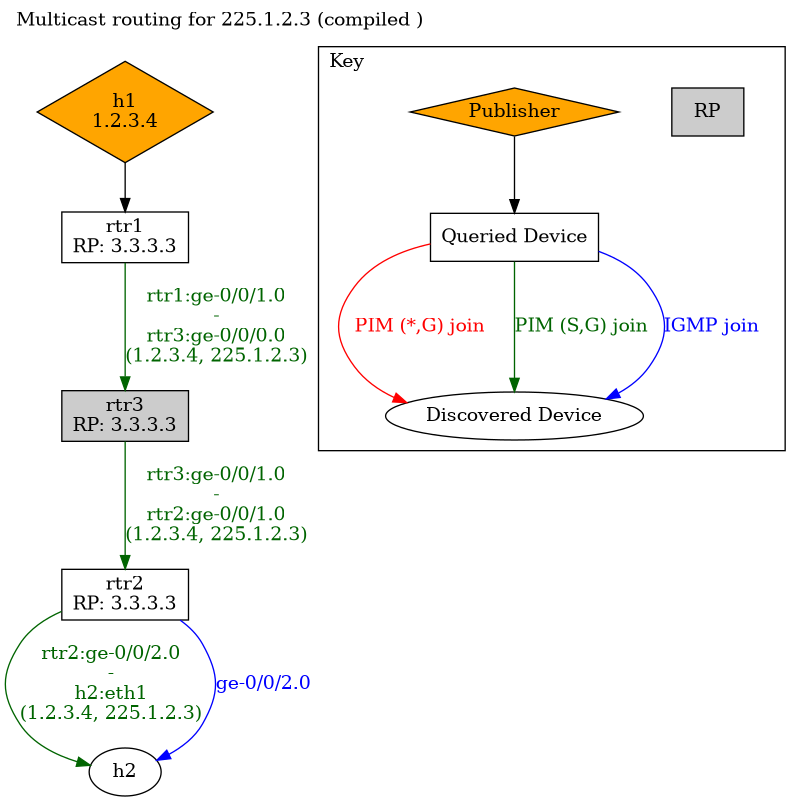 Multicast routing for 225.1.2.3 (compiled )
h1
1.2.3.4
rtr1
RP: 3.3.3.3
rtr1:ge-0/0/1.0
-
rtr3:ge-0/0/0.0
(1.2.3.4, 225.1.2.3)
rtr3
RP: 3.3.3.3
rtr3:ge-0/0/1.0
-
rtr2:ge-0/0/1.0
(1.2.3.4, 225.1.2.3)
rtr2
RP: 3.3.3.3
rtr2:ge-0/0/2.0
-
h2:eth1
(1.2.3.4, 225.1.2.3)
ge-0/0/2.0
h2
Key
Publisher
RP
Queried Device
PIM (*,G) join
PIM (S,G) join
IGMP join
Discovered Device